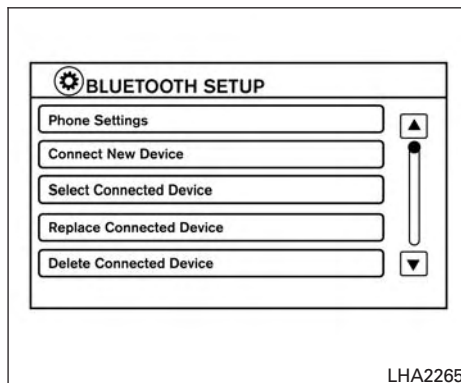 BLUETOOTH SETUP
Phone Settings
Connect New Device
Select Connected Device
Replace Connected Device
Delete Connected Device
LHA2265